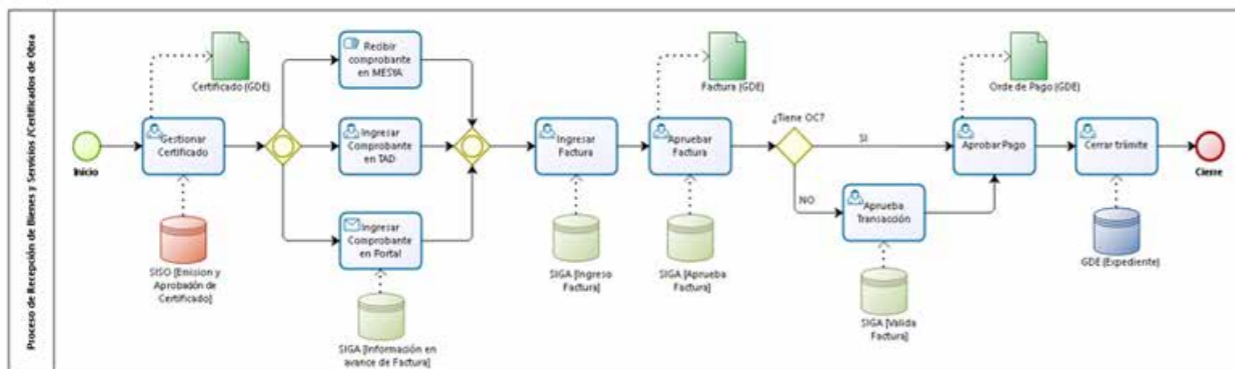 Proceso de Recepción de Bienes y Servicios /Certificados de Obra
Inicio
Certificado (GDE)
Gestionar
Certificado
SISO [Emision y
Aprobación de
Certificado]
Recibir
comprobante
en MESYA
Ingresar
Comprobante
en TAD
Ingresar
Comprobante
en Portal
SIGA [Información en
avance de Factura]
Ingresar
Factura
SIGA [Ingreso
Factura]
Factura (GDE)
Apruebar
Factura
SIGA [Aprueba
Factura]
¿Tiene OC?
SI
NO
Aprueba
Transacción
SIGA [Valida
Factura]
Orde de Pago (GDE)
Aprobar Pago
Cerrar trámite
GDE (Expediente)
Cierre